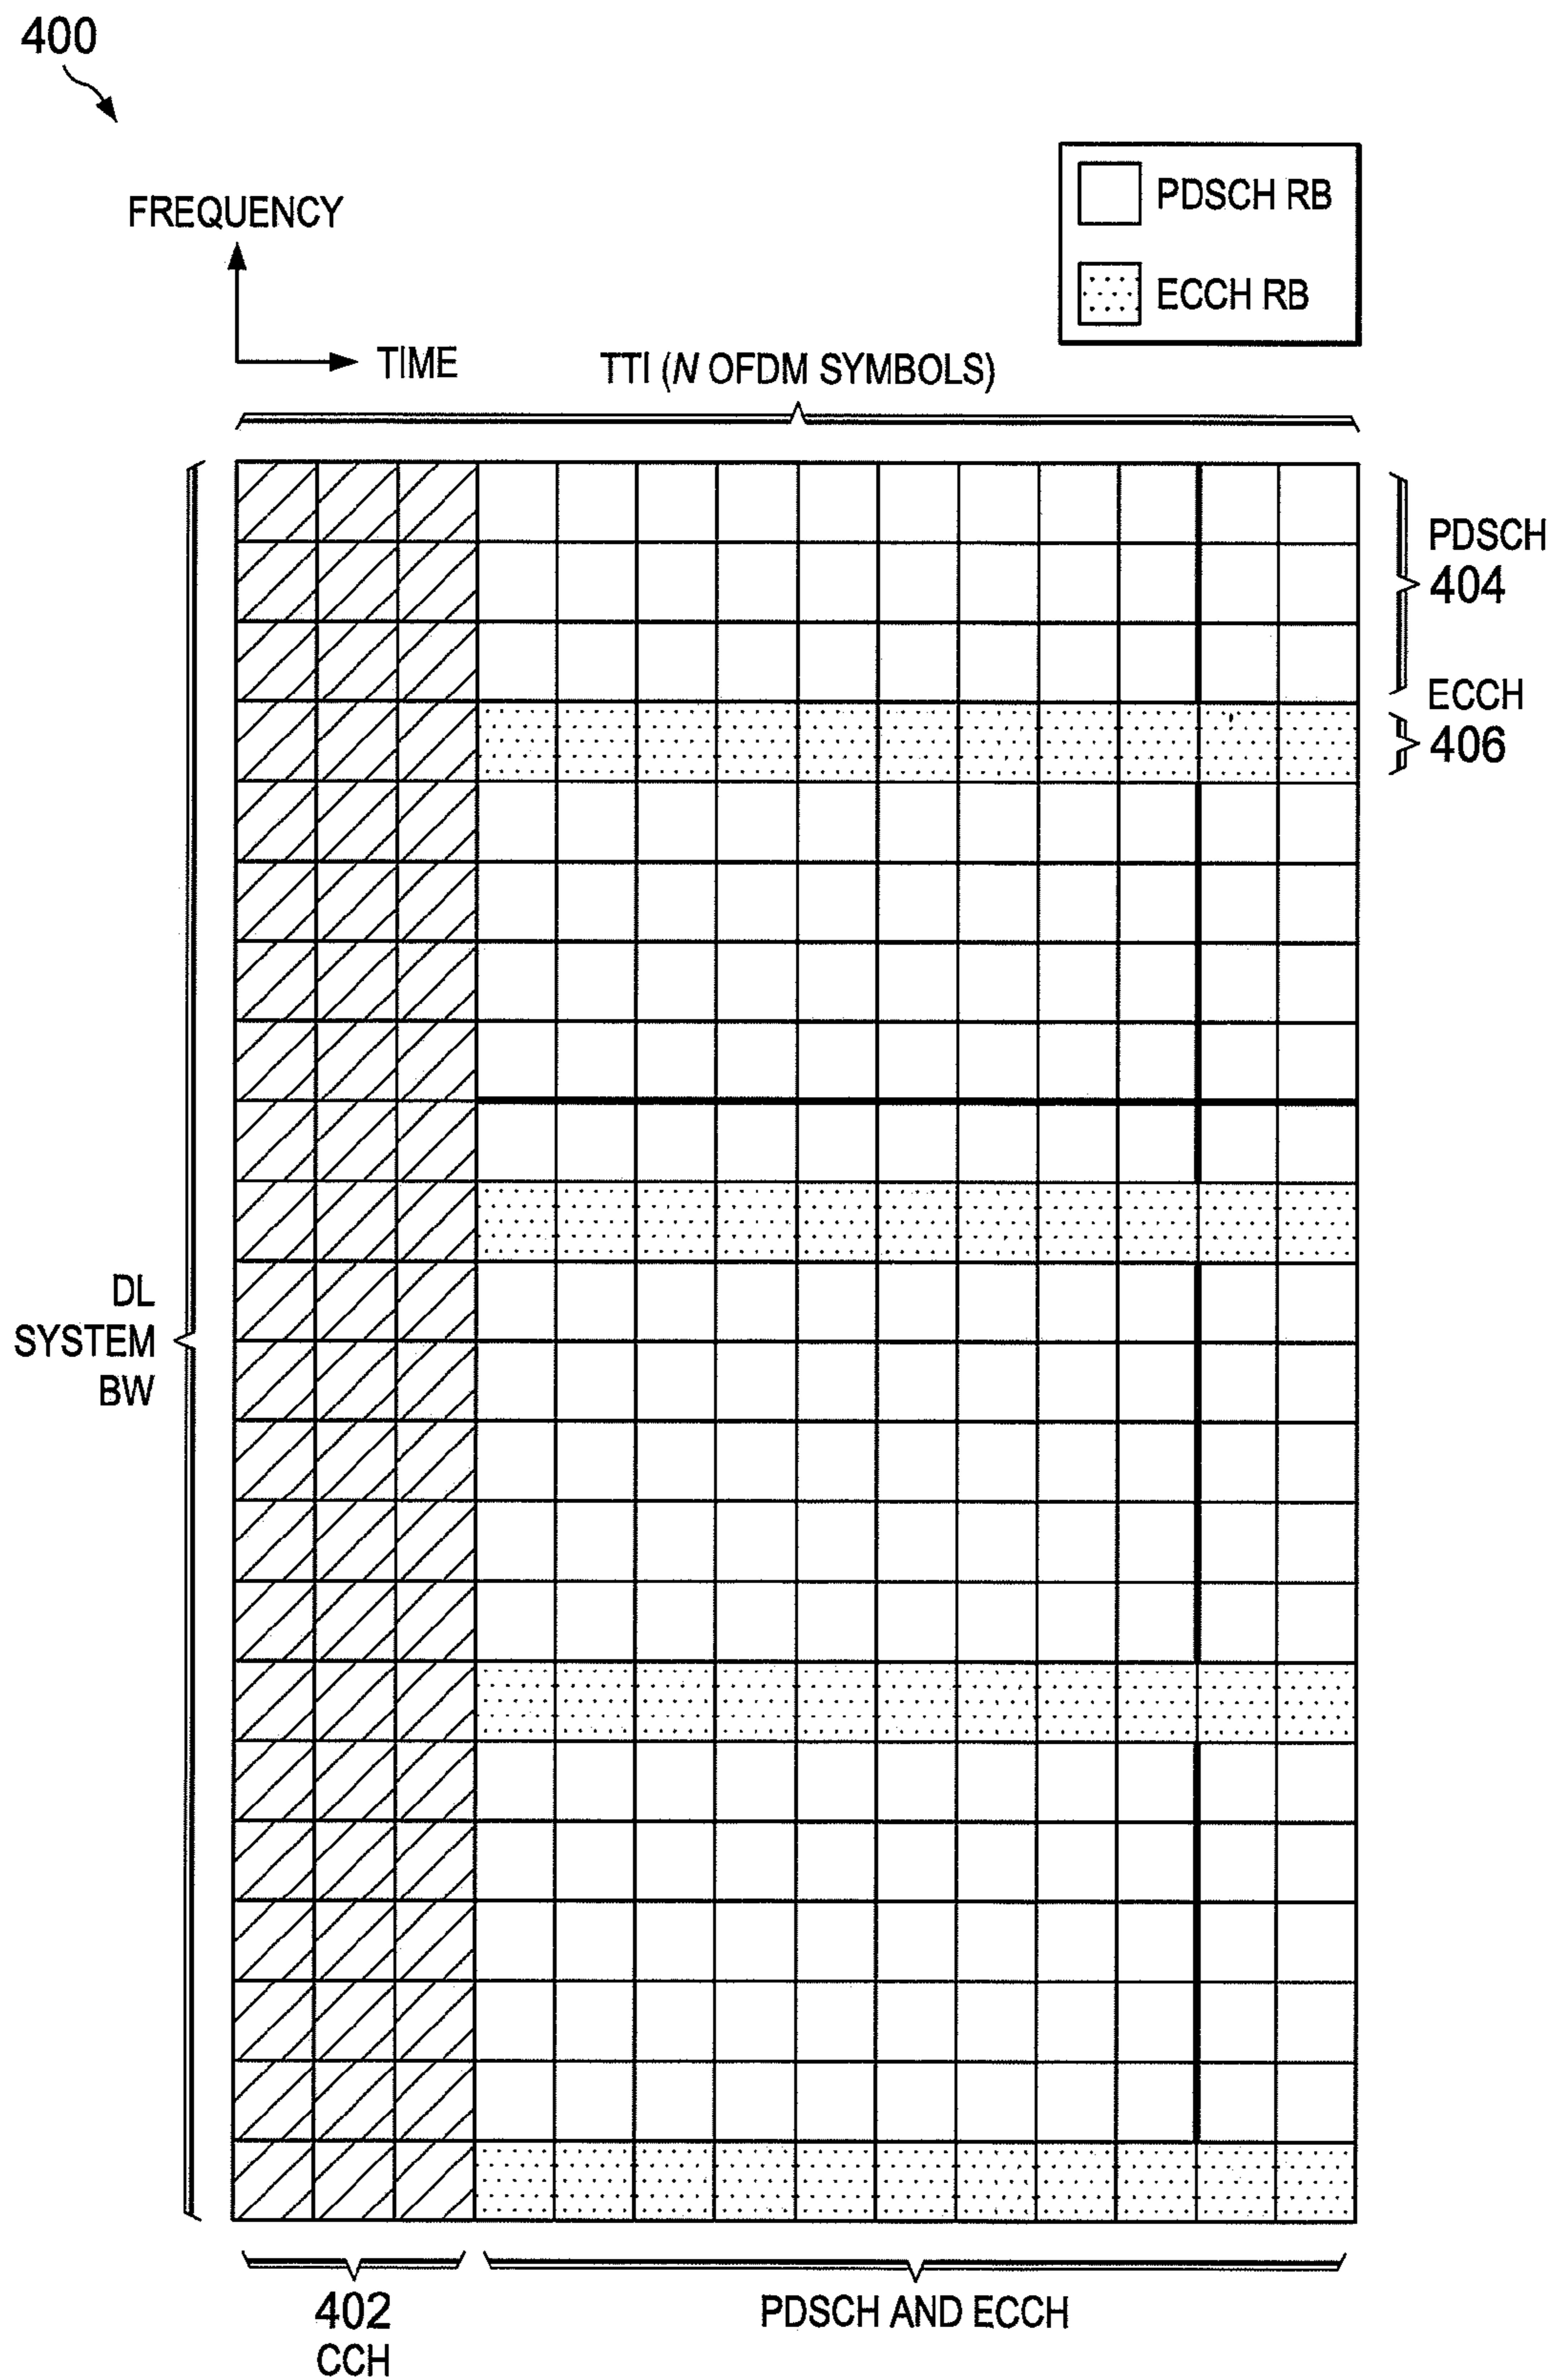 400
FREQUENCY
TIME
PDSCH RB
ECCH RB
TTI (N OFDM SYMBOLS)
PDSCH
404
ECCH
406
DL
SYSTEM
BW
402
CCH
PDSCH AND ECCH